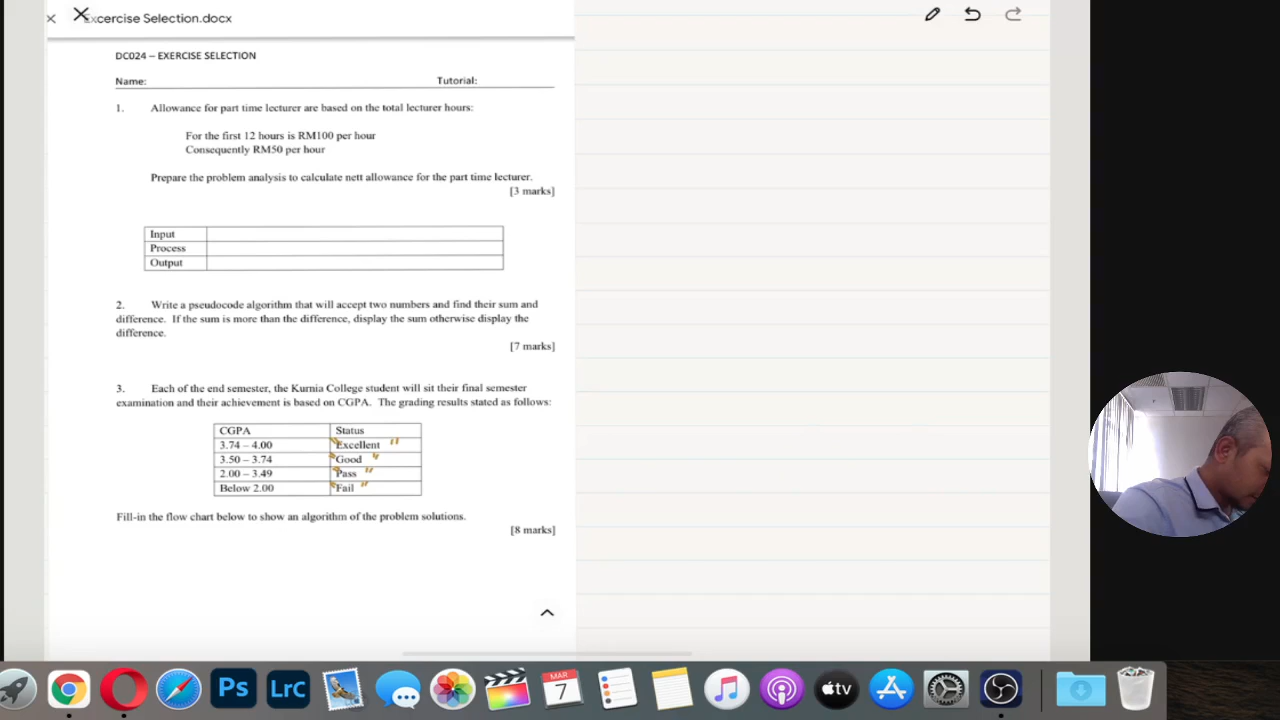 Excercise Selection.docx
DC024 – EXERCISE SELECTION
Name: Tutorial:
1. Allowance for part time lecturer are based on the total lecturer hours:
For the first 12 hours is RM100 per hour
Consequently RM50 per hour
Prepare the problem analysis to calculate nett allowance for the part time lecturer.
[3 marks]
Input
Process
Output
2. Write a pseudocode algorithm that will accept two numbers and find their sum and
difference. If the sum is more than the difference, display the sum otherwise display the
difference.
[7 marks]
3. Each of the end semester, the Kurnia College student will sit their final semester
examination and their achievement is based on CGPA. The grading results stated as follows:
CGPA Status
3.74 – 4.00 "Excellent"
3.50 – 3.74 "Good"
2.00 – 3.49 "Pass"
Below 2.00 "Fail"
Fill-in the flow chart below to show an algorithm of the problem solutions.
[8 marks]
Ps
LrC
MAR
7
tv